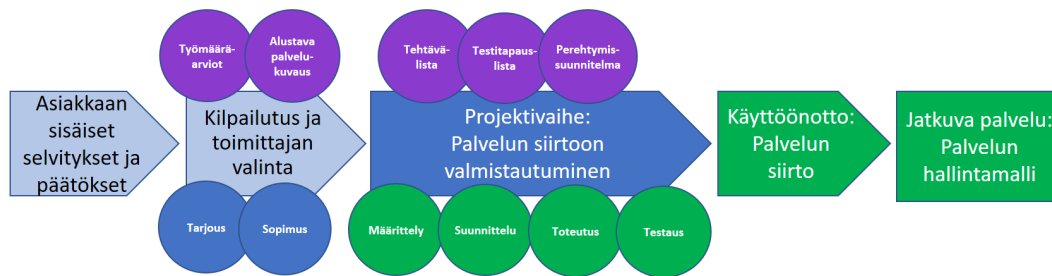 Työmäärä-
arviot
Alustava
palvelu-
kuvaus
Tehtävä-
lista
Testitapaus-
lista
Perehtymis-
suunnitelma
Asiakkaan
sisäiset
selvitykset ja
päätökset
Kilpailutus ja
toimittajan
valinta
Projektivaihe:
Palvelun siirtoon
valmistautuminen
Käyttöönotto:
Palvelun
siirto
Jatkuva palvelu:
Palvelun
hallintamalli
Tarjous
Sopimus
Määrittely
Suunnittelu
Toteutus
Testaus